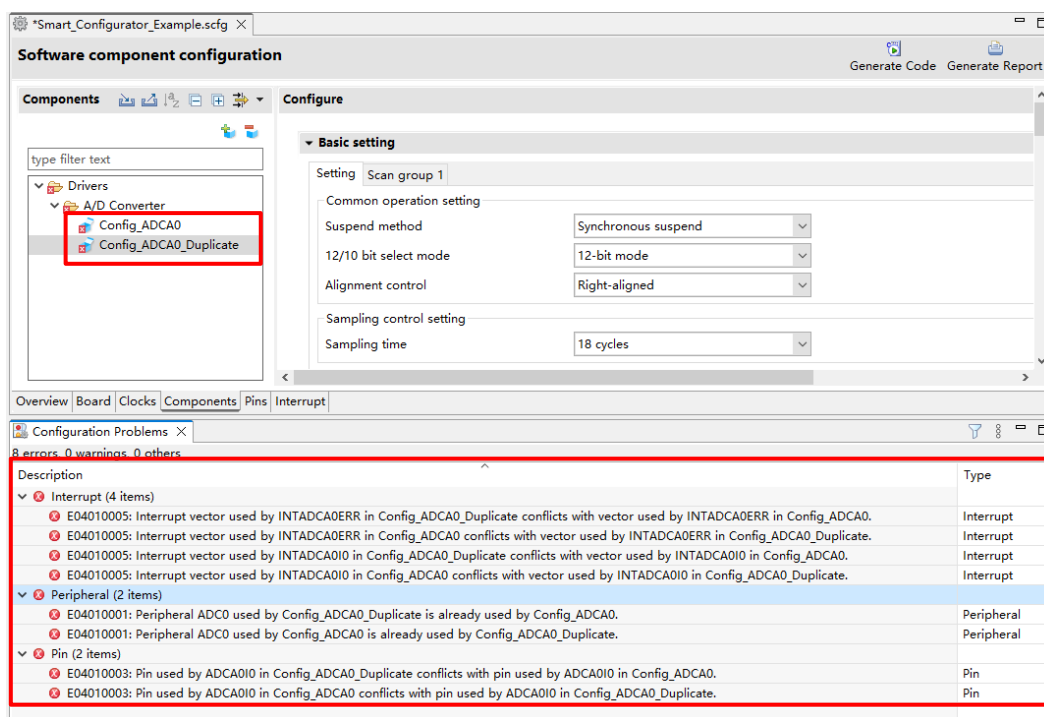 *Smart_Configurator_Example.scfg
Software component configuration
Generate Code Generate Report
Components
Configure
type filter text
Drivers
A/D Converter
Config_ADCA0
Config_ADCA0_Duplicate
Basic setting
Setting Scan group 1
Common operation setting
Suspend method Synchronous suspend
12/10 bit select mode 12-bit mode
Alignment control Right-aligned
Sampling control setting
Sampling time 18 cycles
Overview Board Clocks Components Pins Interrupt
Configuration Problems
8 errors, 0 warnings, 0 others
Description Type
Interrupt (4 items)
E04010005: Interrupt vector used by INTADCA0ERR in Config_ADCA0_Duplicate conflicts with vector used by INTADCA0ERR in Config_ADCA0. Interrupt
E04010005: Interrupt vector used by INTADCA0ERR in Config_ADCA0 conflicts with vector used by INTADCA0ERR in Config_ADCA0_Duplicate. Interrupt
E04010005: Interrupt vector used by INTADCA0I0 in Config_ADCA0_Duplicate conflicts with vector used by INTADCA0I0 in Config_ADCA0. Interrupt
E04010005: Interrupt vector used by INTADCA0I0 in Config_ADCA0 conflicts with vector used by INTADCA0I0 in Config_ADCA0_Duplicate. Interrupt
Peripheral (2 items)
E04010001: Peripheral ADC0 used by Config_ADCA0_Duplicate is already used by Config_ADCA0. Peripheral
E04010001: Peripheral ADC0 used by Config_ADCA0 is already used by Config_ADCA0_Duplicate. Peripheral
Pin (2 items)
E04010003: Pin used by ADCA0I0 in Config_ADCA0_Duplicate conflicts with pin used by ADCA0I0 in Config_ADCA0. Pin
E04010003: Pin used by ADCA0I0 in Config_ADCA0 conflicts with pin used by ADCA0I0 in Config_ADCA0_Duplicate. Pin